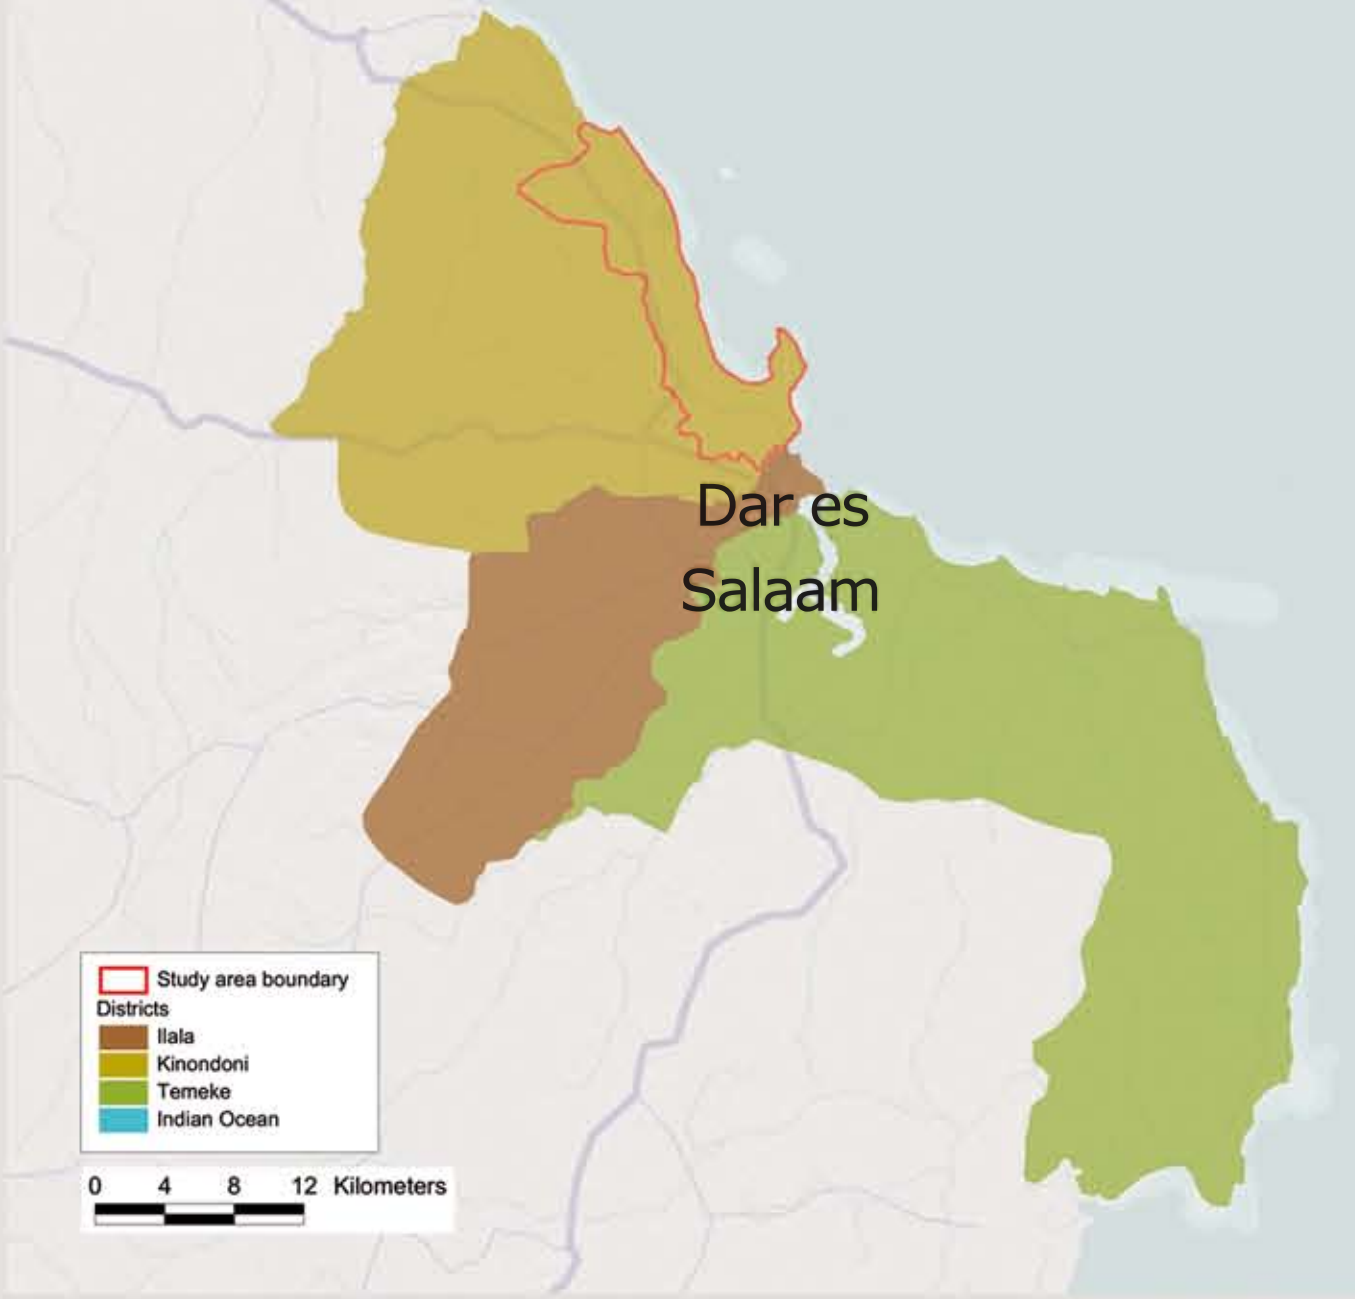 Dar es
Salaam
Study area boundary
Districts
Ilala
Kinondoni
Temeke
Indian Ocean
0 4 8 12 Kilometers